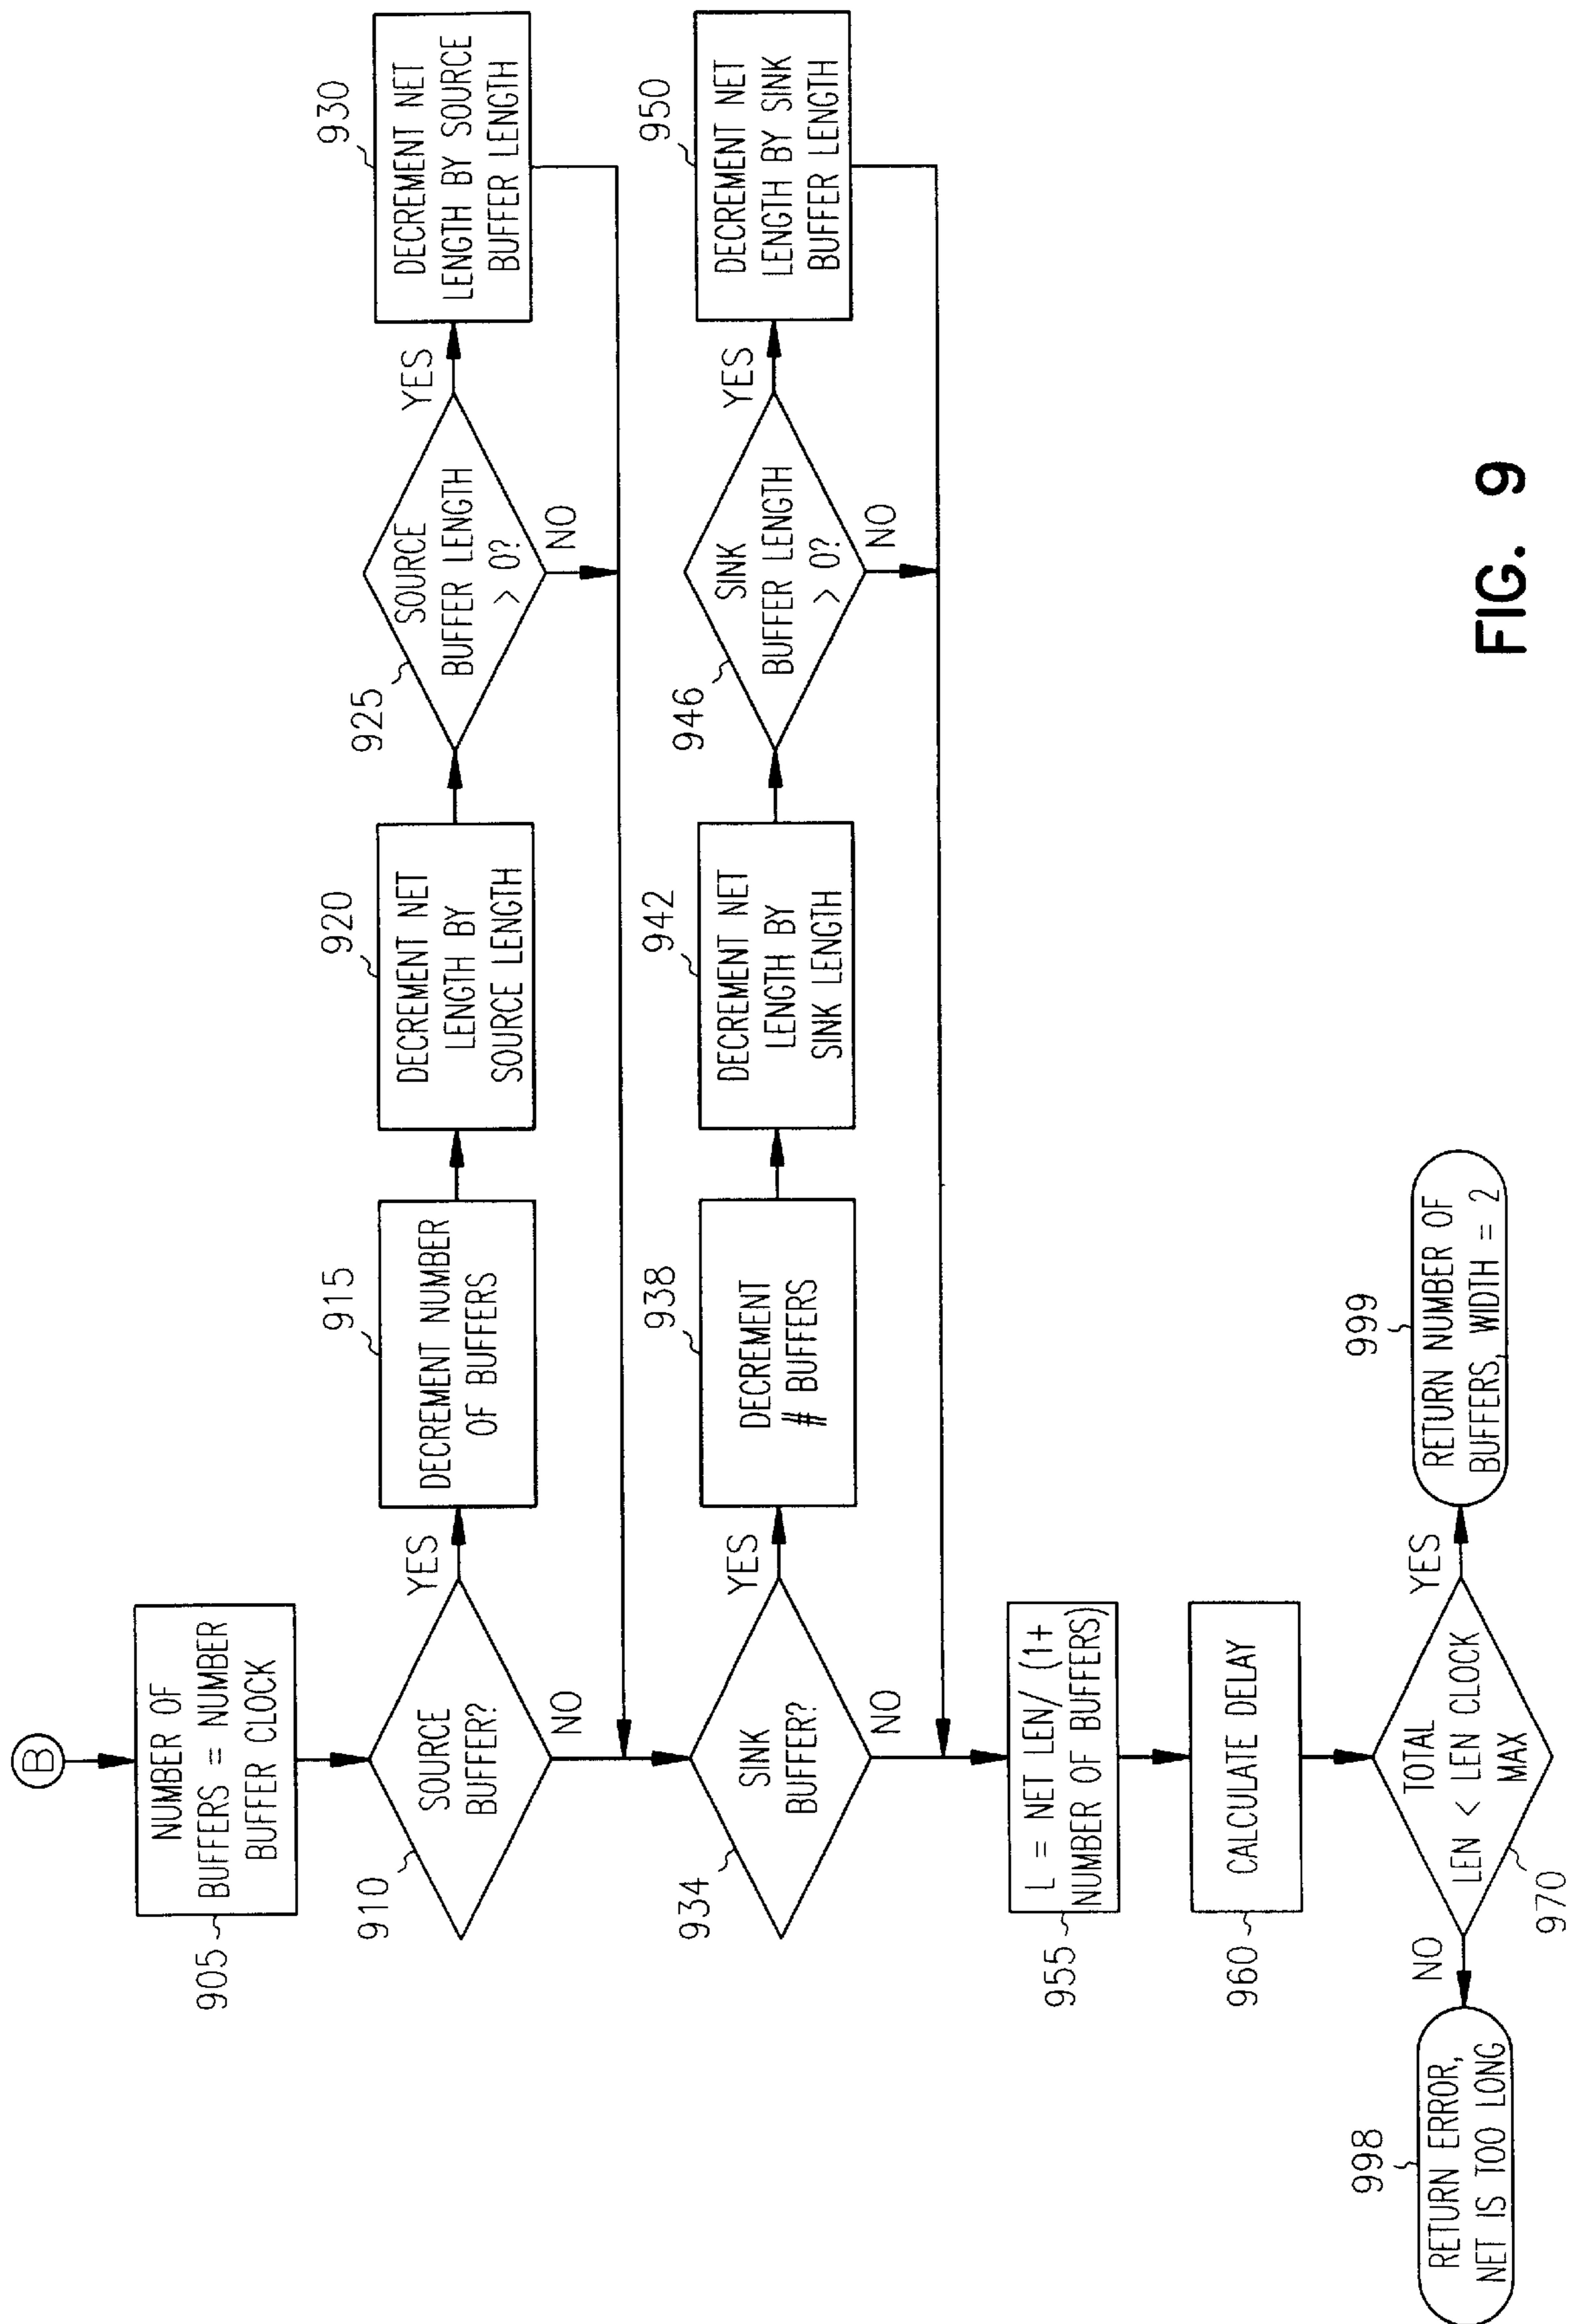 B
NUMBER OF
BUFFERS = NUMBER
BUFFER CLOCK
905
SOURCE
BUFFER?
910
YES
NO
DECREMENT NUMBER
OF BUFFERS
915
DECREMENT NET
LENGTH BY
SOURCE LENGTH
920
SOURCE
BUFFER LENGTH
> 0?
925
YES
NO
DECREMENT NET
LENGTH BY SOURCE
BUFFER LENGTH
930
SINK
BUFFER?
934
YES
NO
DECREMENT
# BUFFERS
938
DECREMENT NET
LENGTH BY
SINK LENGTH
942
SINK
BUFFER LENGTH
> 0?
946
YES
NO
DECREMENT NET
LENGTH BY SINK
BUFFER LENGTH
950
L = NET LEN/ (1+
NUMBER OF BUFFERS)
955
CALCULATE DELAY
960
TOTAL
LEN < LEN CLOCK
MAX
970
NO
YES
RETURN ERROR,
NET IS TOO LONG
998
RETURN NUMBER OF
BUFFERS, WIDTH = 2
999
FIG. 9